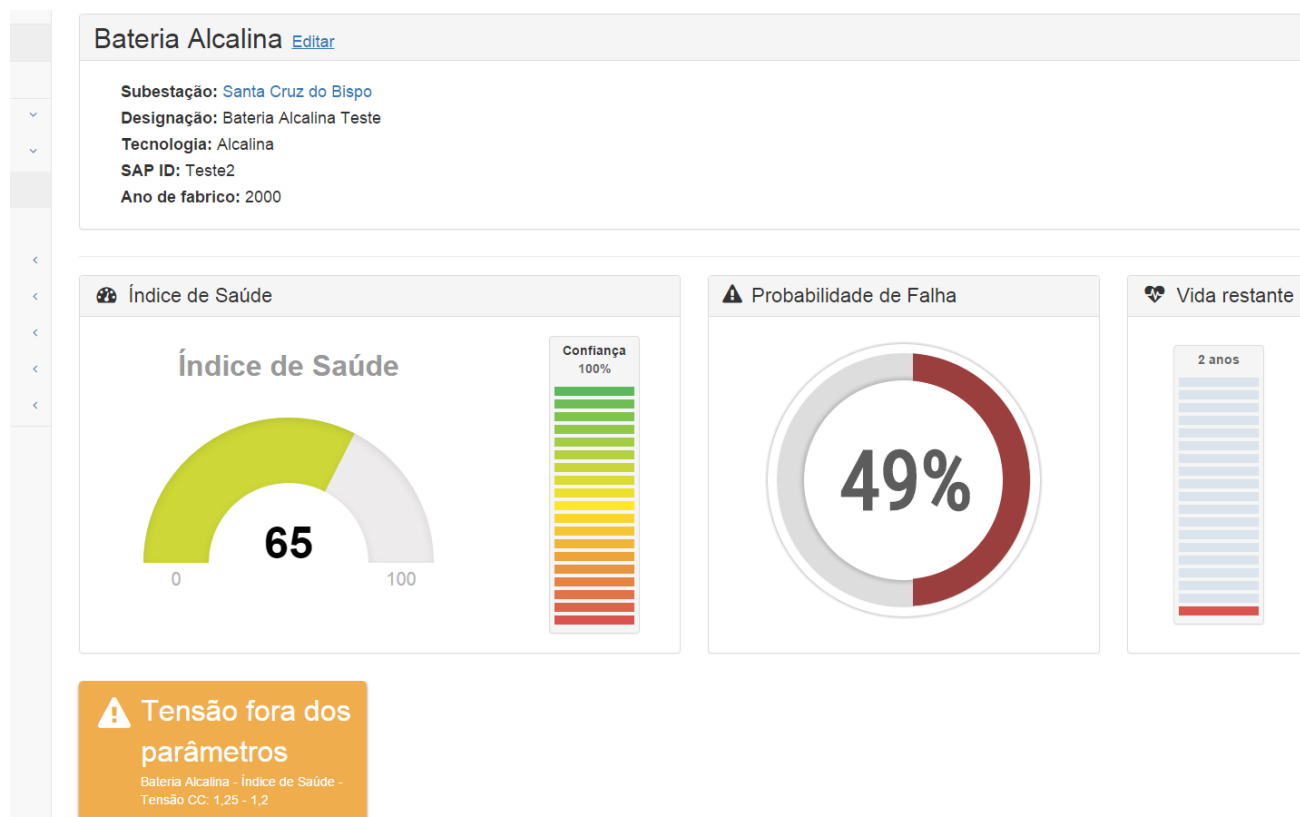 Bateria Alcalina Editar
Subestação: Santa Cruz do Bispo
Designação: Bateria Alcalina Teste
Tecnologia: Alcalina
SAP ID: Teste2
Ano de fabrico: 2000
Índice de Saúde
Índice de Saúde
65
0
100
Confiança
100%
Probabilidade de Falha
49%
Vida restante
2 anos
Tensão fora dos
parâmetros
Bateria Alcalina - Índice de Saúde -
Tensão CC: 1,25 - 1,2